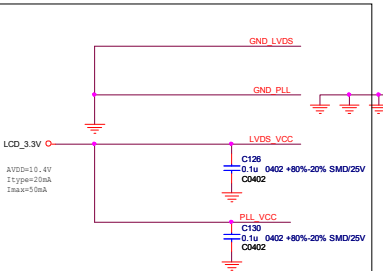 GND_LVDS
GND_PLL
LCD_3.3V
LVDS_VCC
AVDD=10.4V
Itype=20mA
Imax=50mA
C126
0.1u 0402 +80%-20% SMD/25V
C0402
PLL_VCC
C130
0.1u 0402 +80%-20% SMD/25V
C0402